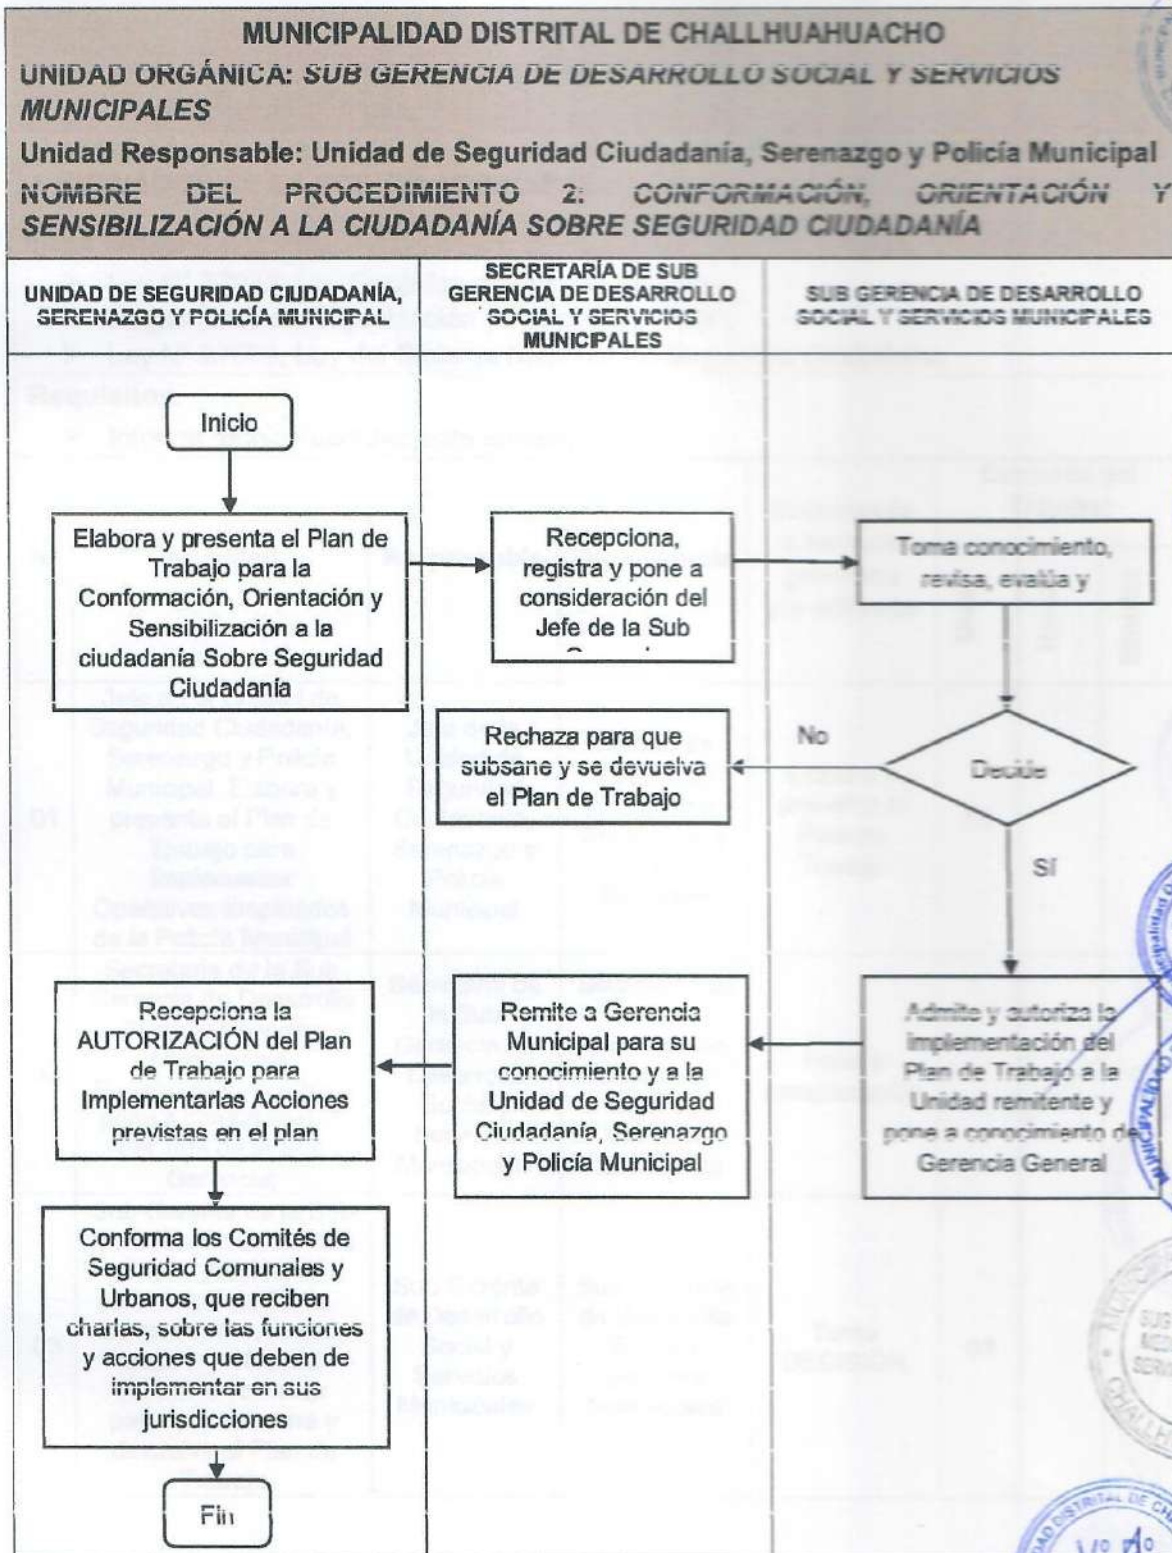 MUNICIPALIDAD DISTRITAL DE CHALLHUAHUACHO
UNIDAD ORGÁNICA: SUB GERENCIA DE DESARROLLO SOCIAL Y SERVICIOS
MUNICIPALES
Unidad Responsable: Unidad de Seguridad Ciudadanía, Serenazgo y Policía Municipal
NOMBRE DEL PROCEDIMIENTO 2: CONFORMACIÓN, ORIENTACIÓN Y
SENSIBILIZACIÓN A LA CIUDADANÍA SOBRE SEGURIDAD CIUDADANÍA
UNIDAD DE SEGURIDAD CIUDADANÍA,
SERENAZGO Y POLICÍA MUNICIPAL
SECRETARÍA DE SUB
GERENCIA DE DESARROLLO
SOCIAL Y SERVICIOS
MUNICIPALES
SUB GERENCIA DE DESARROLLO
SOCIAL Y SERVICIOS MUNICIPALES
Inicio
Elabora y presenta el Plan de
Trabajo para la
Conformación, Orientación y
Sensibilización a la
ciudadanía Sobre Seguridad
Ciudadanía
Recepciona,
registra y pone a
consideración del
Jefe de la Sub
Toma conocimiento,
revisa, evalúa y
Rechaza para que
subsane y se devuelva
el Plan de Trabajo
No
Decide
Sí
Recepciona la
AUTORIZACIÓN del Plan
de Trabajo para
Implementarlas Acciones
previstas en el plan
Remite a Gerencia
Municipal para su
conocimiento y a la
Unidad de Seguridad
Ciudadanía, Serenazgo
y Policía Municipal
Admite y autoriza la
implementación del
Plan de Trabajo a la
Unidad remitente y
pone a conocimiento de
Gerencia General
Conforma los Comités de
Seguridad Comunales y
Urbanos, que reciben
charlas, sobre las funciones
y acciones que deben de
implementar en sus
jurisdicciones
Fin